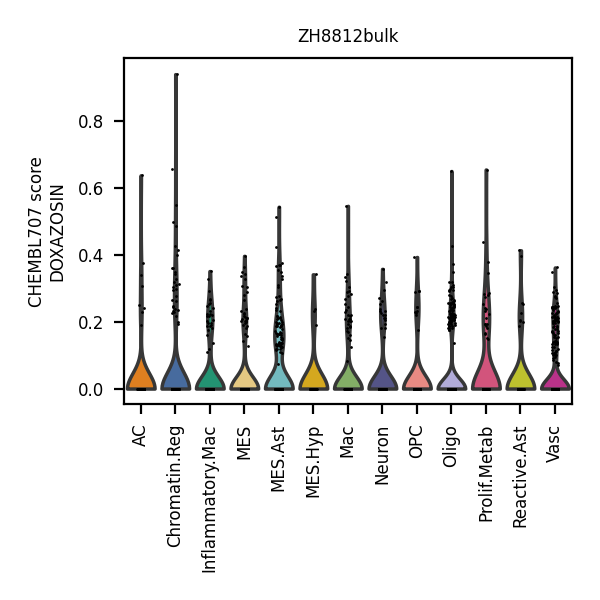 ZH8812bulk
CHEMBL707 score
DOXAZOSIN
0.8
0.6
0.4
0.2
0.0
AC
Chromatin.Reg
Inflammatory.Mac
MES
MES.Ast
MES.Hyp
Mac
Neuron
OPC
Oligo
Prolif.Metab
Reactive.Ast
Vasc